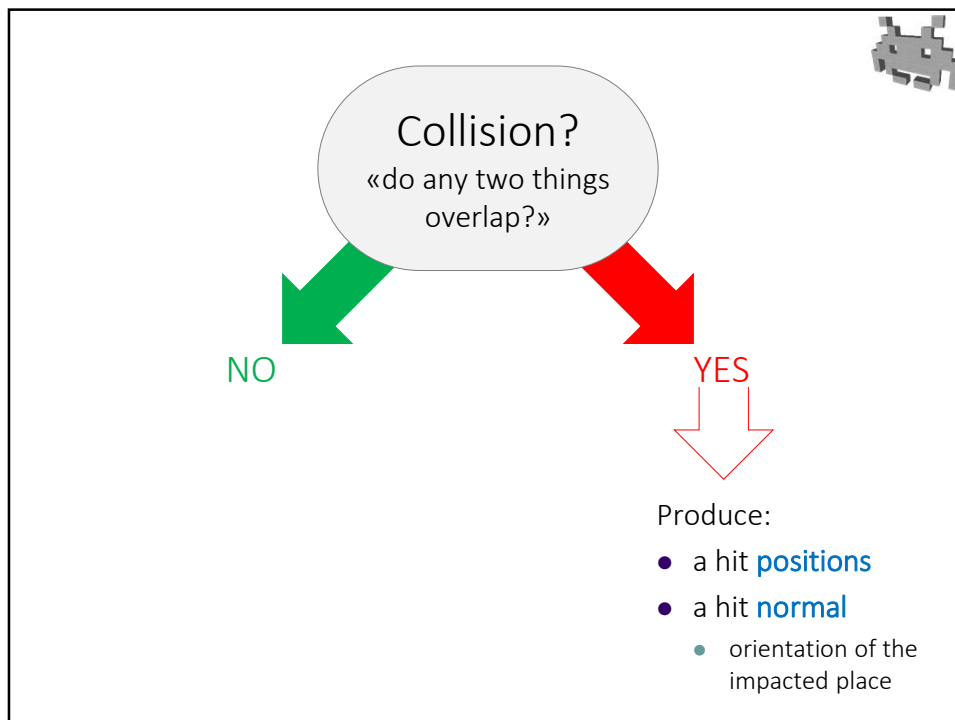 Collision?
«do any two things
overlap?»
NO
YES
Produce:
● a hit positions
● a hit normal
● orientation of the
impacted place